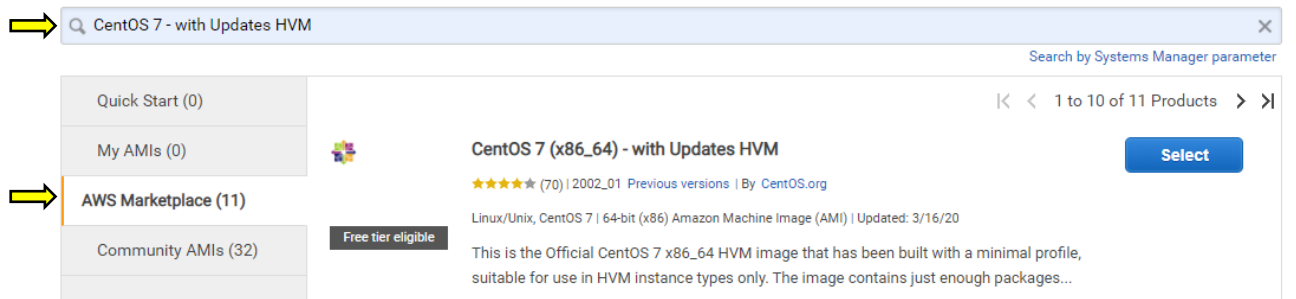 CentOS 7 - with Updates HVM
Search by Systems Manager parameter
Quick Start (0)
1 to 10 of 11 Products
My AMIs (0)
CentOS 7 (x86_64) - with Updates HVM
Select
(70) | 2002_01 Previous versions | By CentOS.org
AWS Marketplace (11)
Linux/Unix, CentOS 7 | 64-bit (x86) Amazon Machine Image (AMI) | Updated: 3/16/20
Free tier eligible
Community AMIs (32)
This is the Official CentOS 7 x86_64 HVM image that has been built with a minimal profile,
suitable for use in HVM instance types only. The image contains just enough packages...